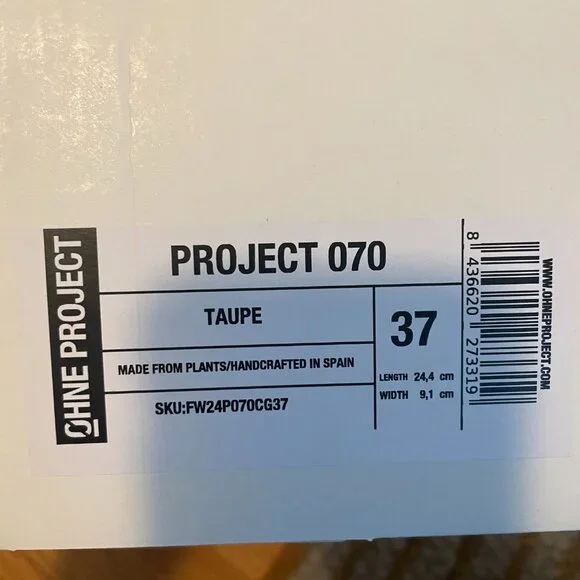 ØHNE PROJECT
PROJECT 070
TAUPE
MADE FROM PLANTS/HANDCRAFTED IN SPAIN
SKU:FW24P070CG37
37
LENGTH 24,4 cm
WIDTH 9,1 cm
8 436620 273319
WWW.OHNEPROJECT.COM